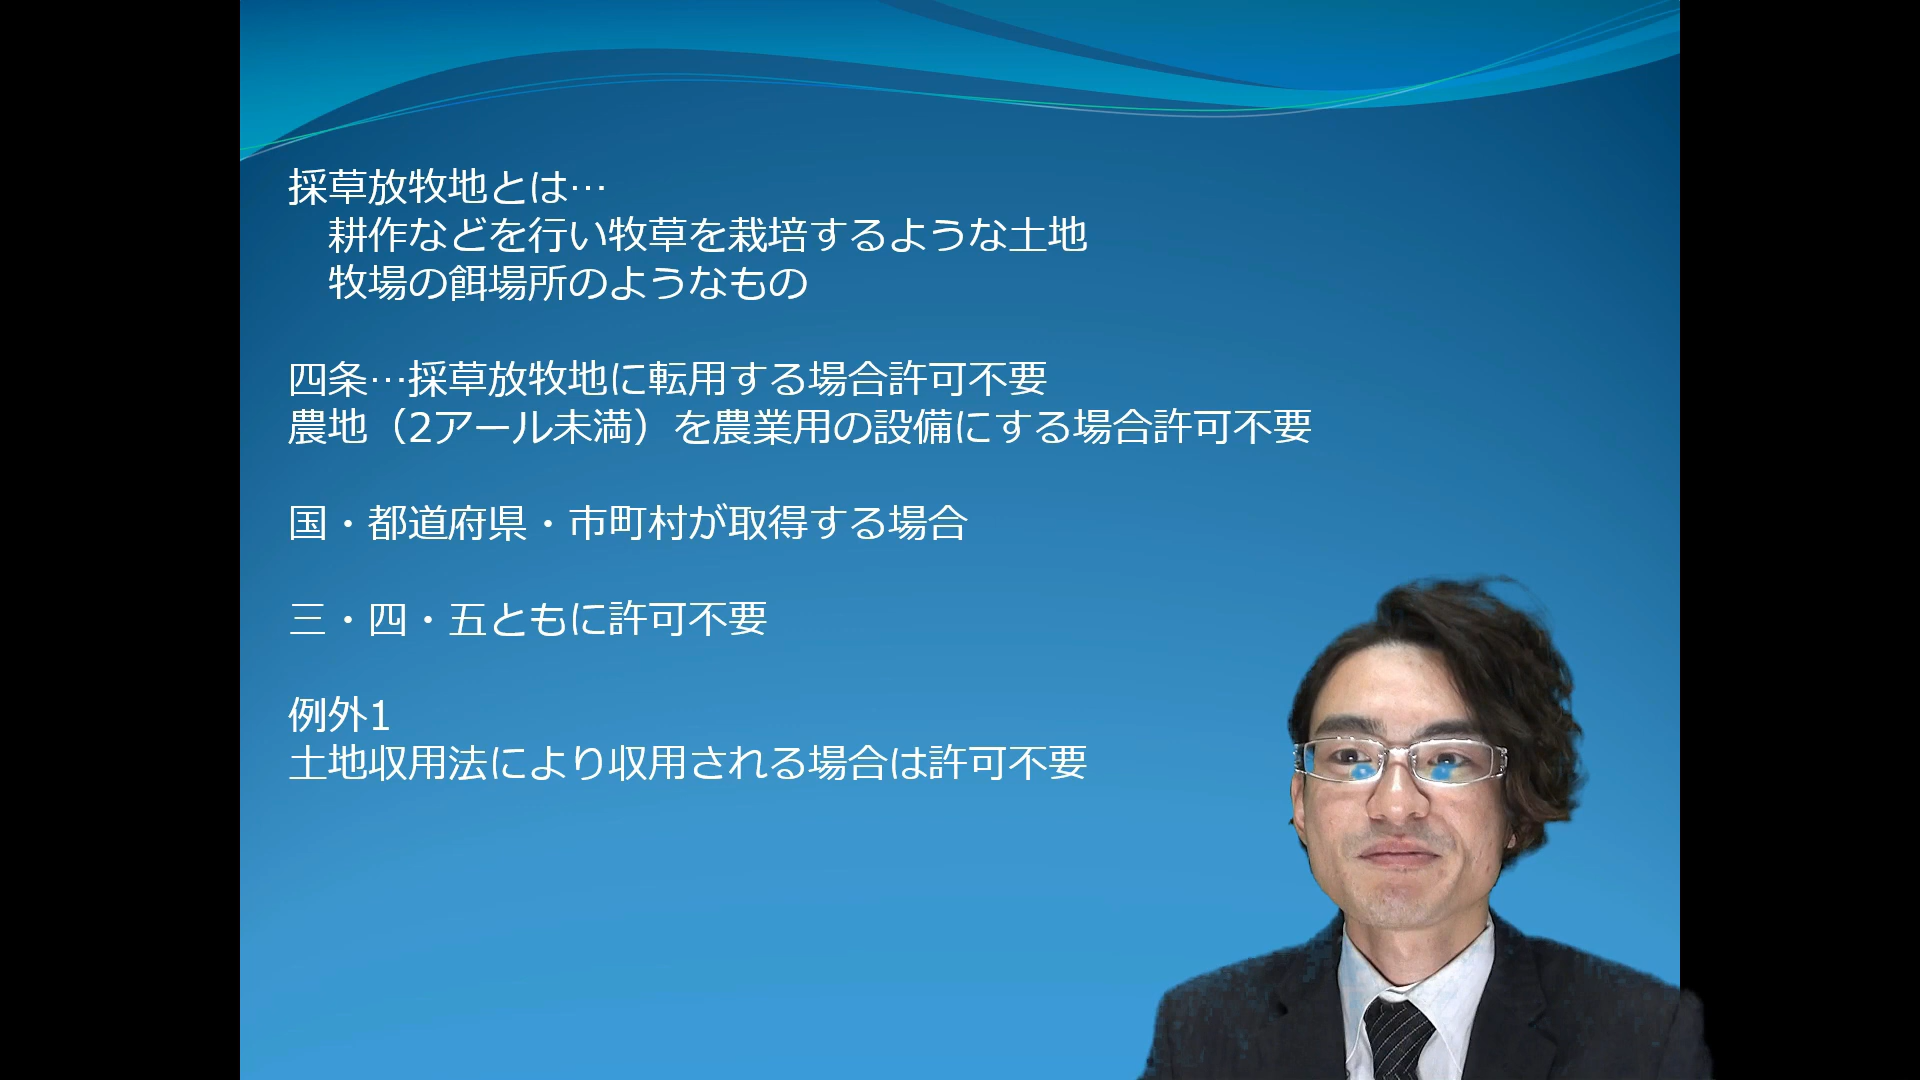 採草放牧地とは…
耕作などを行い牧草を栽培するような土地
牧場の餌場所のようなもの
四条…採草放牧地に転用する場合許可不要
農地（2アール未満）を農業用の設備にする場合許可不要
国・都道府県・市町村が取得する場合
三・四・五ともに許可不要
例外1
土地収用法により収用される場合は許可不要